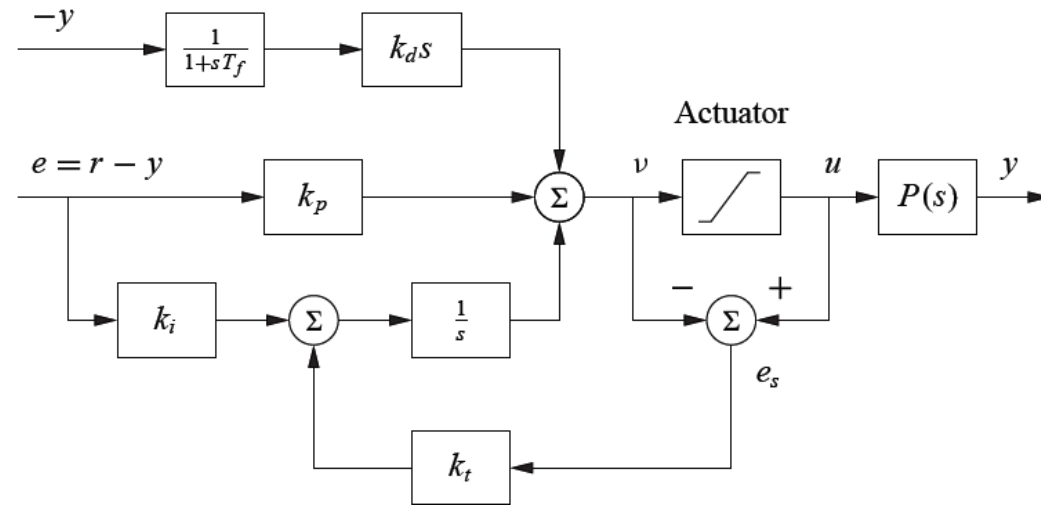 −y
1
1+sT_f
k_d s
Actuator
e = r − y
k_p
Σ
ν
u
P(s)
y
k_i
Σ
1
s
−
+
Σ
e_s
k_t